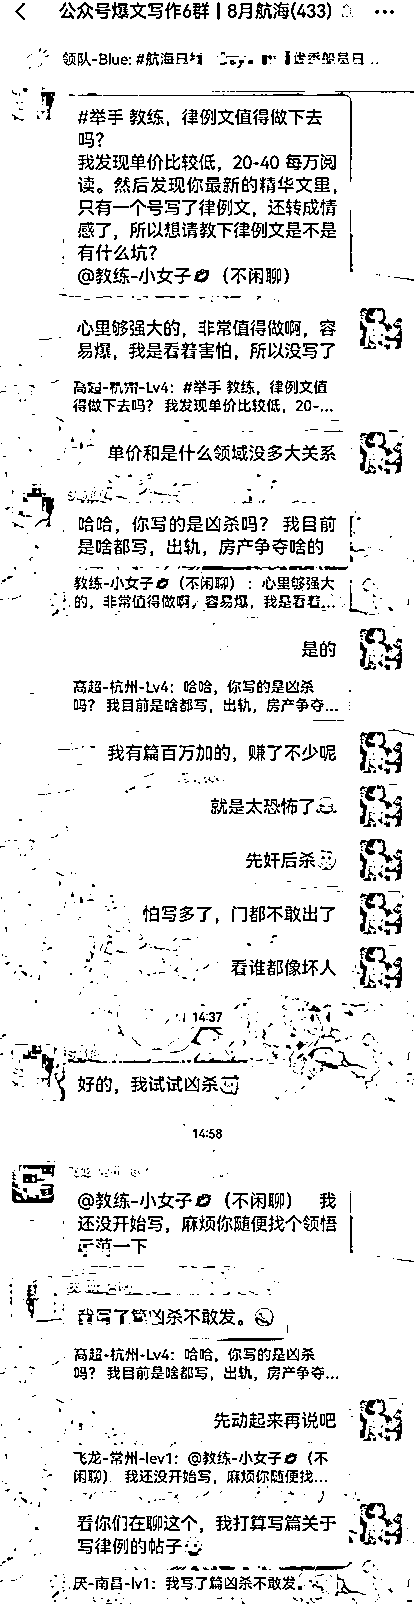 公众号爆文写作6群 | 8月航海(433)
领队-Blue: #航海日
#举手 教练，律例文值得做下去
吗?
我发现单价比较低，20-40 每万阅
读。然后发现你最新的精华文里，
只有一个号写了律例文，还转成情
感了，所以想请教下律例文是不是
有什么坑?
@教练-小女子（不闲聊）
心里够强大的，非常值得做啊，容
易爆，我是看着害怕，所以没写了
高超-杭州-Lv4：#举手 教练，律例文值
得做下去吗？ 我发现单价比较低，20-...
单价和是什么领域没多大关系
哈哈，你写的是凶杀吗？ 我目前
是啥都写，出轨，房产争夺啥的
教练-小女子（不闲聊）：心里够强大
的，非常值得做啊，容易爆，我是看着...
是的
高超-杭州-Lv4：哈哈，你写的是凶杀
吗？ 我目前是啥都写，出轨，房产争夺...
我有篇百万加的，赚了不少呢
就是太恐怖了
先奸后杀
怕写多了，门都不敢出了
看谁都像坏人
14:37
好的，我试试凶杀
14:58
@教练-小女子（不闲聊） 我
还没开始写，麻烦你随便找个领悟
示范一下
我写了篇凶杀不敢发。
高超-杭州-Lv4：哈哈，你写的是凶杀
吗？ 我目前是啥都写，出轨，房产争夺...
先动起来再说吧
飞龙-常州-lev1：@教练-小女子（不
闲聊） 我还没开始写，麻烦你随便找...
看你们在聊这个，我打算写篇关于
写律例的帖子
厌-南昌-lv1：我写了篇凶杀不敢发。